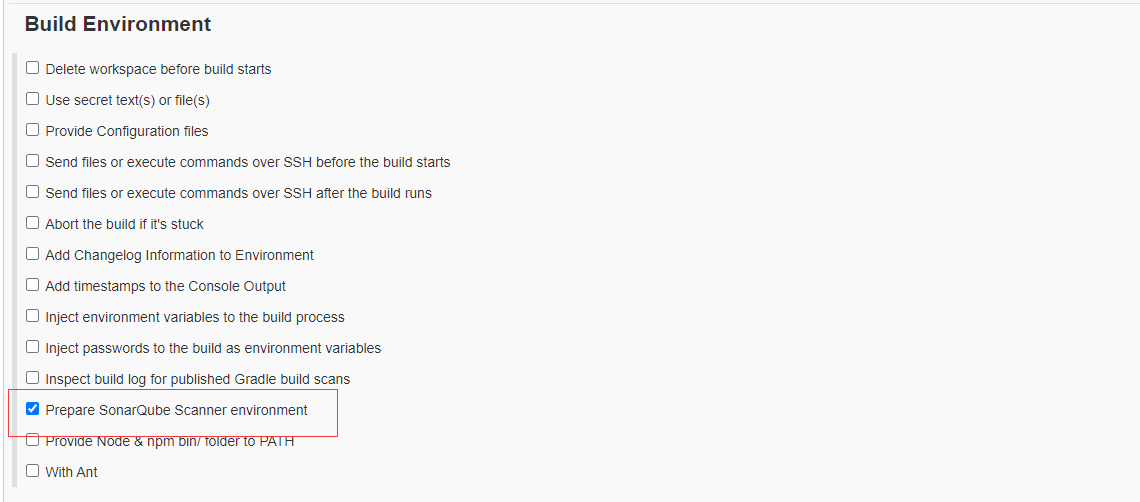 Build Environment
Delete workspace before build starts
Use secret text(s) or file(s)
Provide Configuration files
Send files or execute commands over SSH before the build starts
Send files or execute commands over SSH after the build runs
Abort the build if it's stuck
Add Changelog Information to Environment
Add timestamps to the Console Output
Inject environment variables to the build process
Inject passwords to the build as environment variables
Inspect build log for published Gradle build scans
Prepare SonarQube Scanner environment
Provide Node & npm bin/ folder to PATH
With Ant